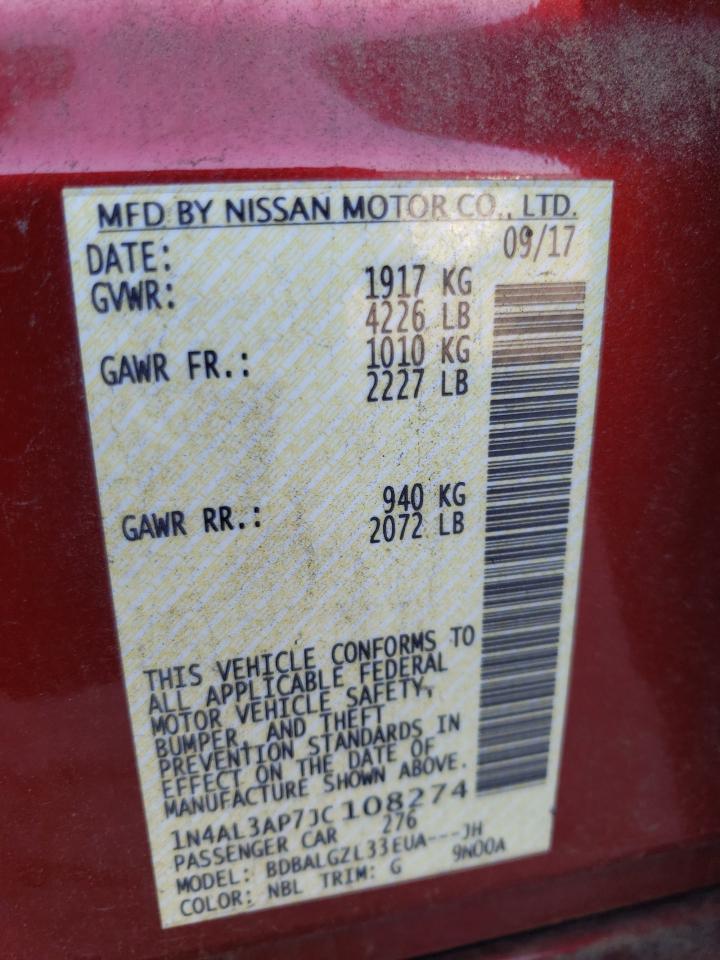 MFD BY NISSAN MOTOR CO., LTD.
DATE: 09/17
GVWR: 1917 KG
4226 LB
GAWR FR.: 1010 KG
2227 LB
GAWR RR.: 940 KG
2072 LB
THIS VEHICLE CONFORMS TO
ALL APPLICABLE FEDERAL
MOTOR VEHICLE SAFETY,
BUMPER, AND THEFT
PREVENTION STANDARDS IN
EFFECT ON THE DATE OF
MANUFACTURE SHOWN ABOVE.
1N4AL3AP7JC108274
PASSENGER CAR 276
MODEL: BDBALGZL33EUA---JH
COLOR: NBL TRIM: G 9N00A